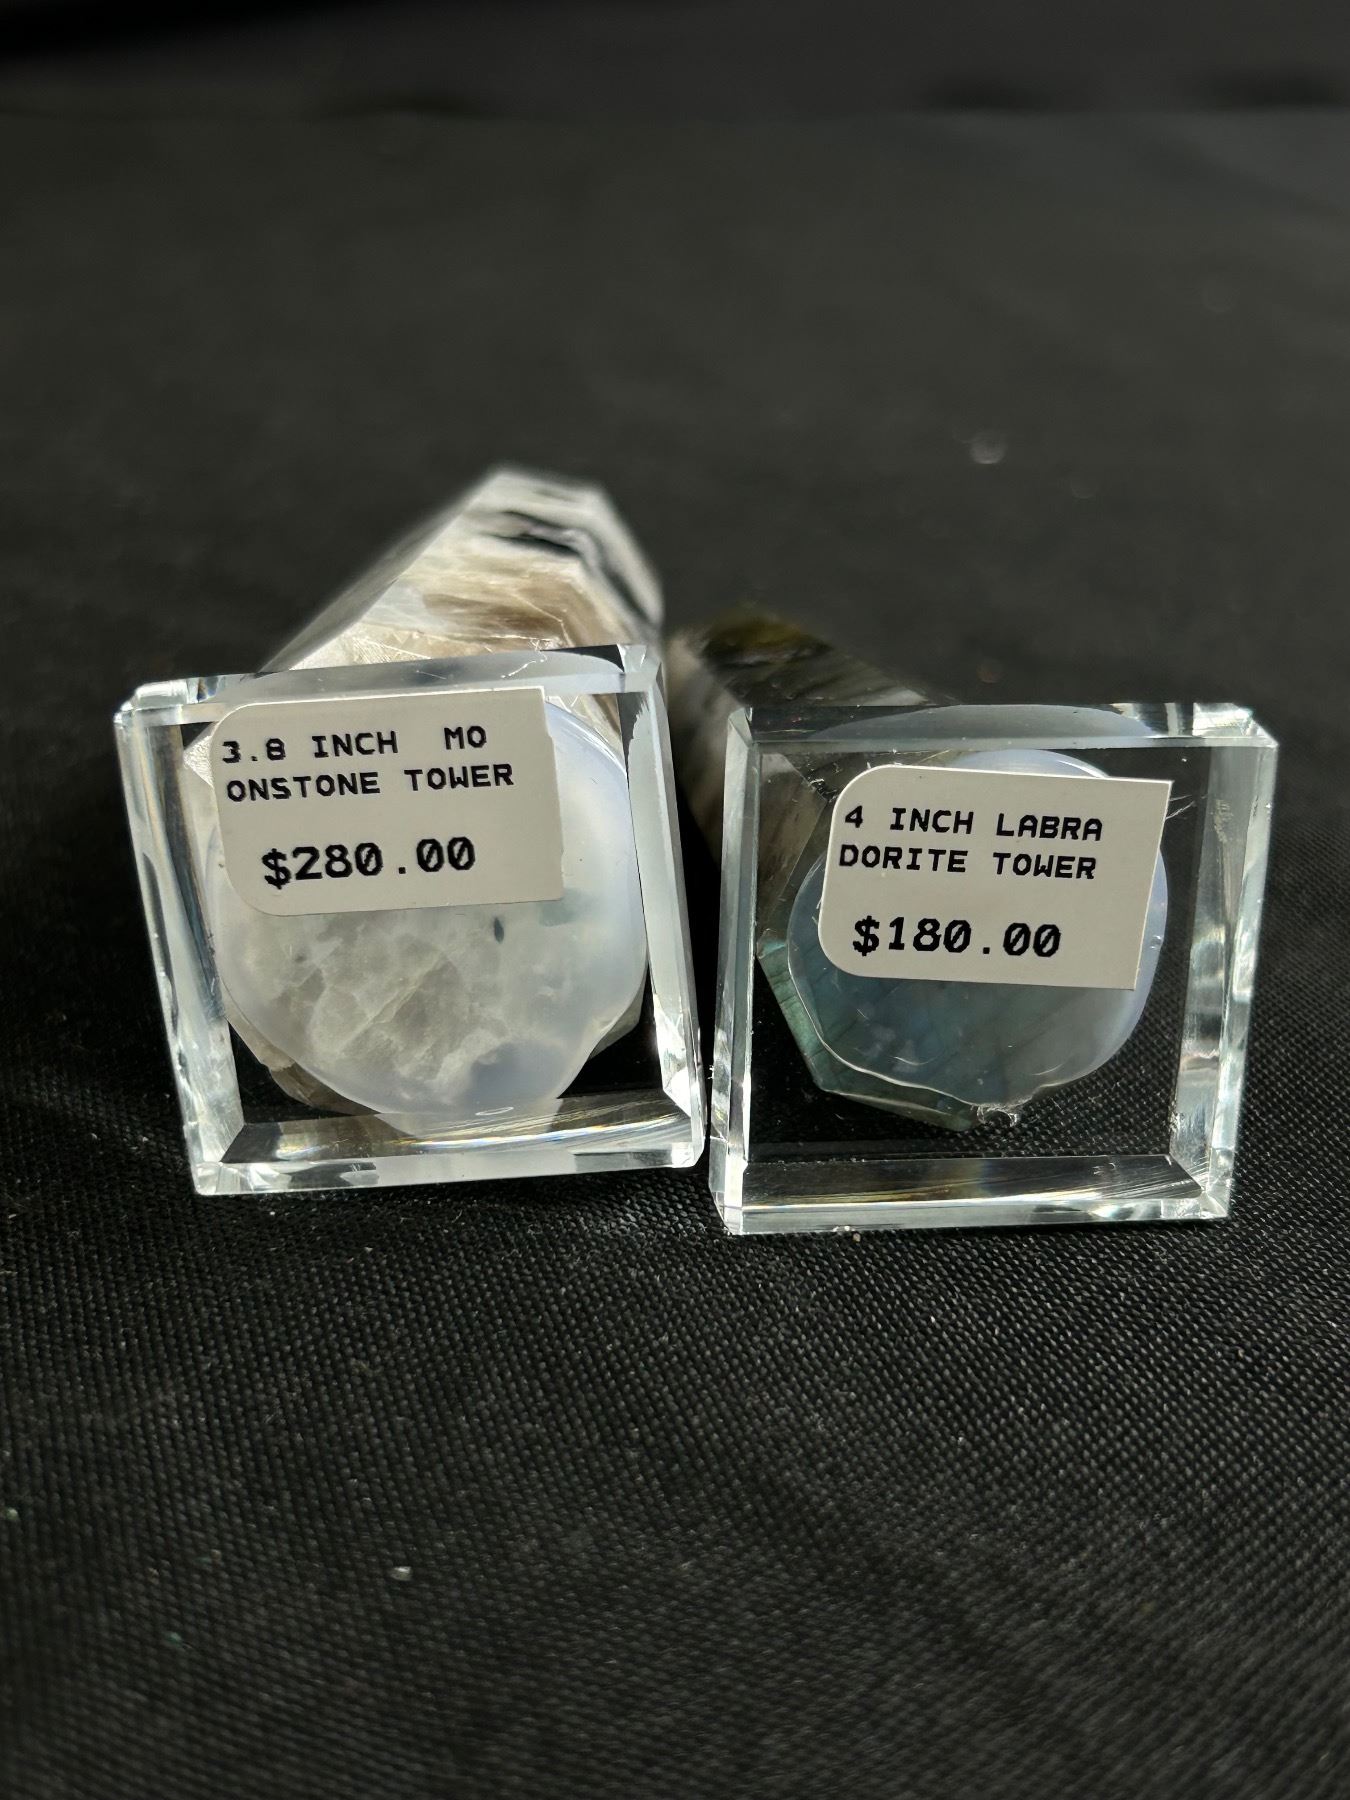 3.8 INCH  MO
ONSTONE TOWER
$280.00
4 INCH LABRA
DORITE TOWER
$180.00